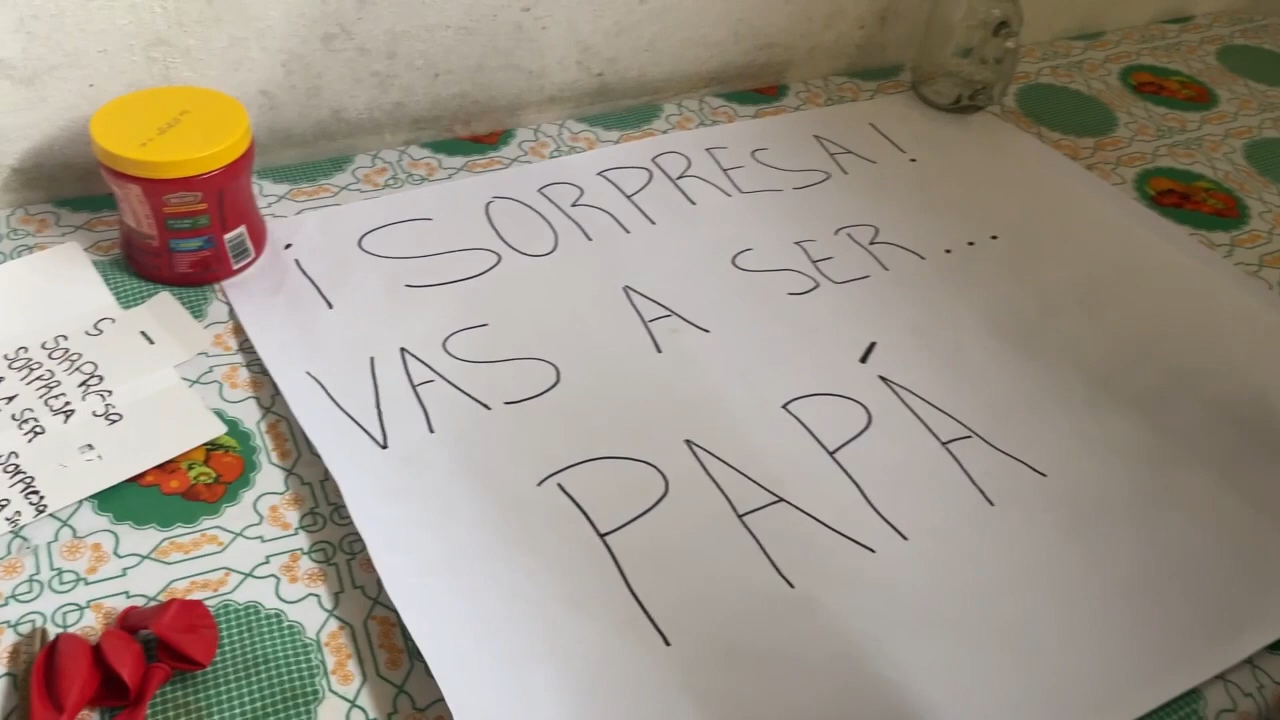 ¡SORPRESA!
VAS A SER...
PAPÁ
S
SORPRESA
SORPRESA
A SER
Sorpresa